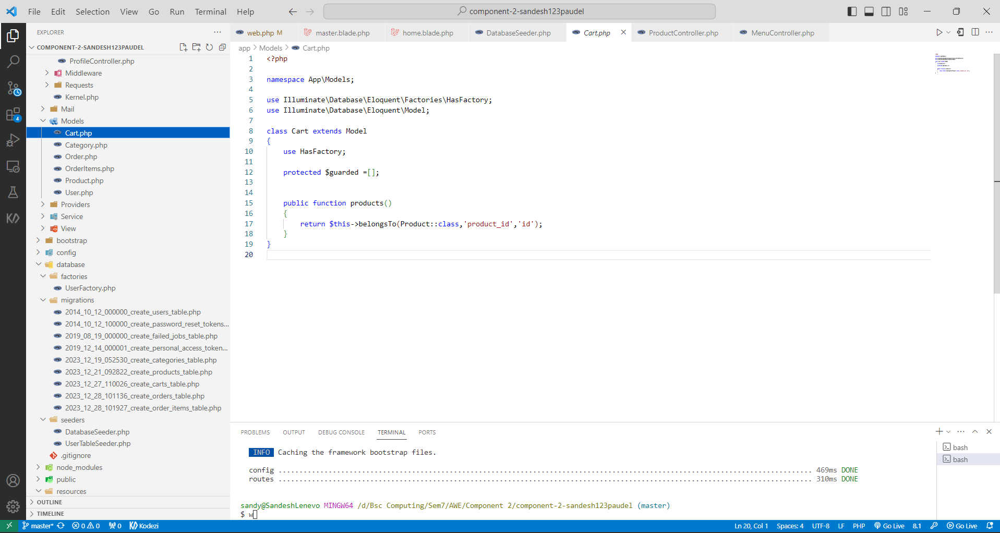 File Edit Selection View Go Run Terminal Help
component-2-sandesh123paudel
EXPLORER
COMPONENT-2-SANDESH123PAUDEL
ProfileController.php
Middleware
Requests
Kernel.php
Mail
Models
Cart.php
Category.php
Order.php
OrderItems.php
Product.php
User.php
Providers
Service
View
bootstrap
config
database
factories
UserFactory.php
migrations
2014_10_12_000000_create_users_table.php
2014_10_12_100000_create_password_reset_tokens...
2019_08_19_000000_create_failed_jobs_table.php
2019_12_14_000001_create_personal_access_token...
2023_12_19_052530_create_categories_table.php
2023_12_21_092822_create_products_table.php
2023_12_27_110026_create_carts_table.php
2023_12_28_101136_create_orders_table.php
2023_12_28_101927_create_order_items_table.php
seeders
DatabaseSeeder.php
UserTableSeeder.php
.gitignore
node_modules
public
resources
OUTLINE
TIMELINE
4
web.php M master.blade.php home.blade.php DatabaseSeeder.php Cart.php ProductController.php MenuController.php
app > Models > Cart.php
1 <?php
2
3 namespace App\Models;
4
5 use Illuminate\Database\Eloquent\Factories\HasFactory;
6 use Illuminate\Database\Eloquent\Model;
7
8 class Cart extends Model
9 {
10 use HasFactory;
11
12 protected $guarded =[];
13
14
15 public function products()
16 {
17 return $this->belongsTo(Product::class,'product_id','id');
18 }
19 }
20
PROBLEMS OUTPUT DEBUG CONSOLE TERMINAL PORTS
INFO Caching the framework bootstrap files.
config ................................................................................................................................ 469ms DONE
routes ................................................................................................................................ 310ms DONE
sandy@SandeshLenevo MINGW64 /d/Bsc Computing/Sem7/AWE/Component 2/component-2-sandesh123paudel (master)
$ w
bash
bash
master* 0 0 0 Kodezi Ln 20, Col 1 Spaces: 4 UTF-8 LF PHP Go Live 8.1 Go Live